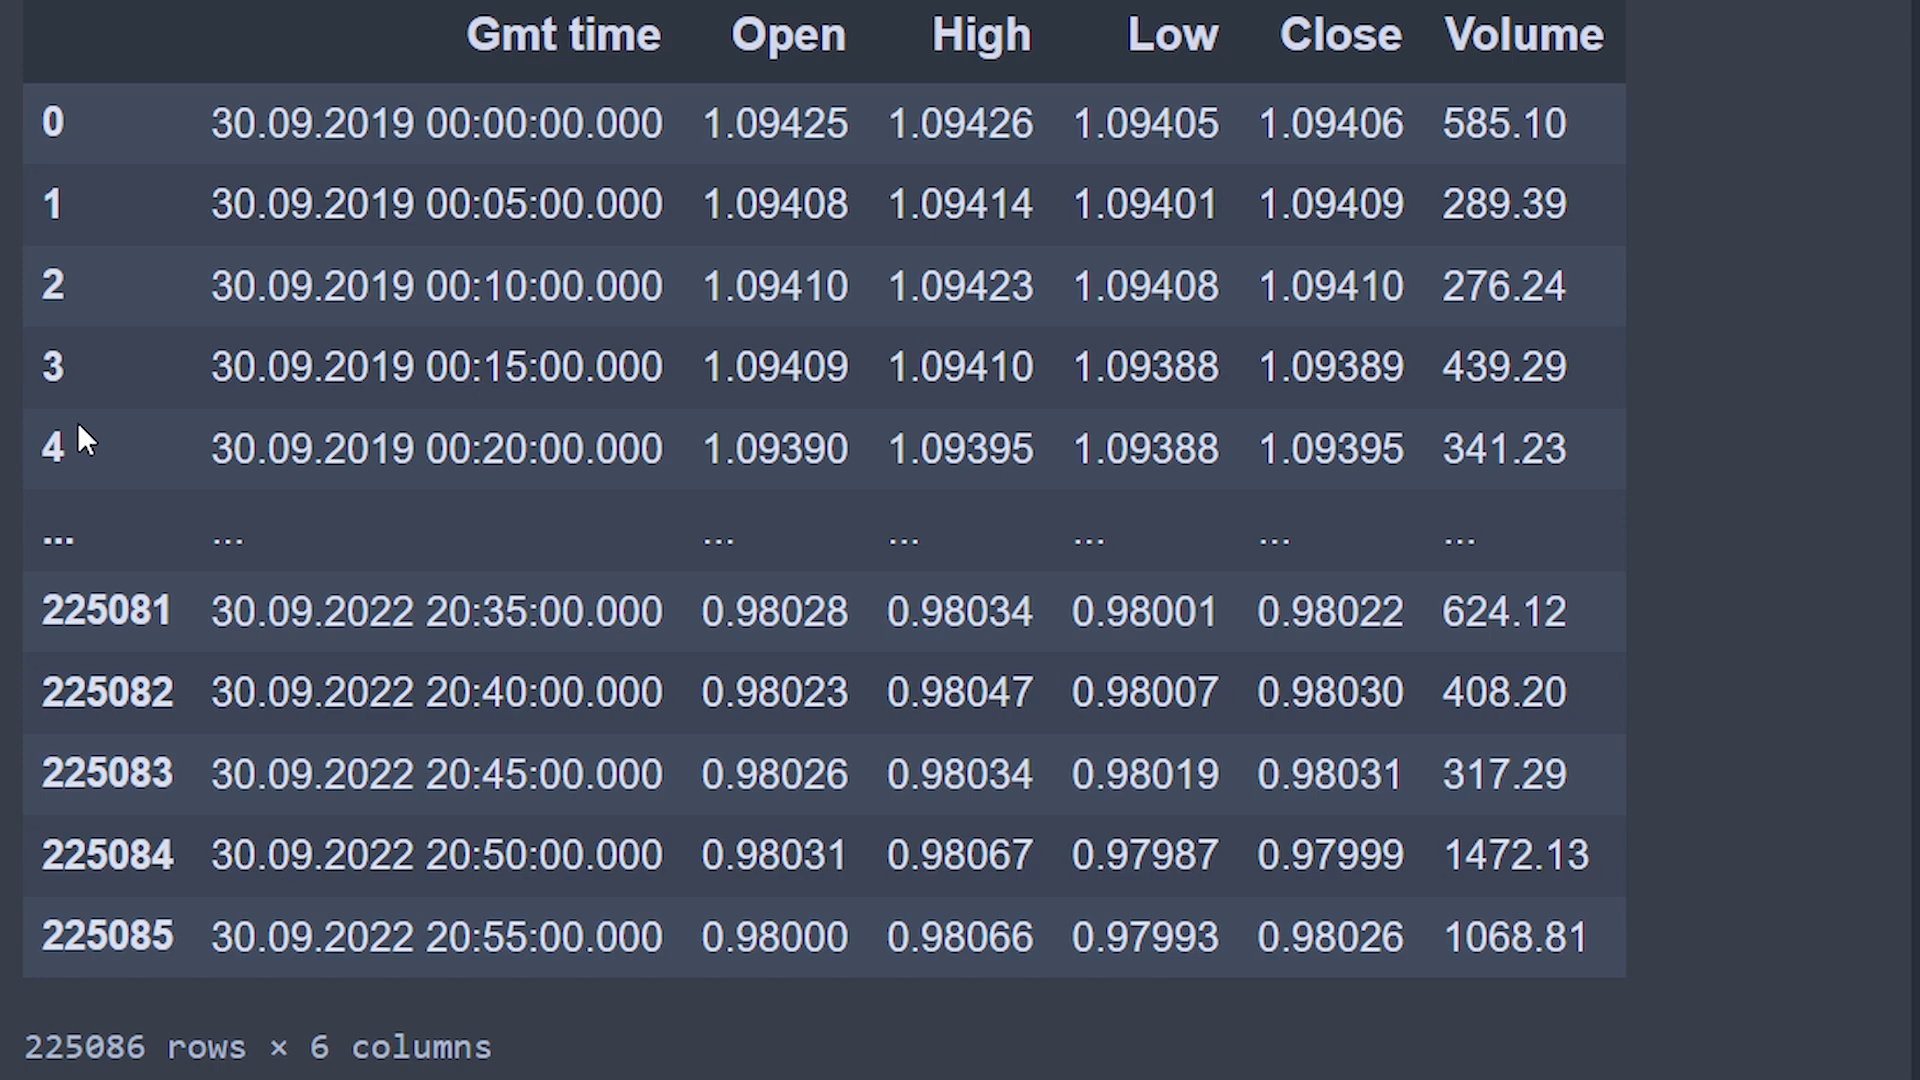 Gmt time Open High Low Close Volume
0 30.09.2019 00:00:00.000 1.09425 1.09426 1.09405 1.09406 585.10
1 30.09.2019 00:05:00.000 1.09408 1.09414 1.09401 1.09409 289.39
2 30.09.2019 00:10:00.000 1.09410 1.09423 1.09408 1.09410 276.24
3 30.09.2019 00:15:00.000 1.09409 1.09410 1.09388 1.09389 439.29
4 30.09.2019 00:20:00.000 1.09390 1.09395 1.09388 1.09395 341.23
... ... ... ... ... ... ...
225081 30.09.2022 20:35:00.000 0.98028 0.98034 0.98001 0.98022 624.12
225082 30.09.2022 20:40:00.000 0.98023 0.98047 0.98007 0.98030 408.20
225083 30.09.2022 20:45:00.000 0.98026 0.98034 0.98019 0.98031 317.29
225084 30.09.2022 20:50:00.000 0.98031 0.98067 0.97987 0.97999 1472.13
225085 30.09.2022 20:55:00.000 0.98000 0.98066 0.97993 0.98026 1068.81
225086 rows × 6 columns